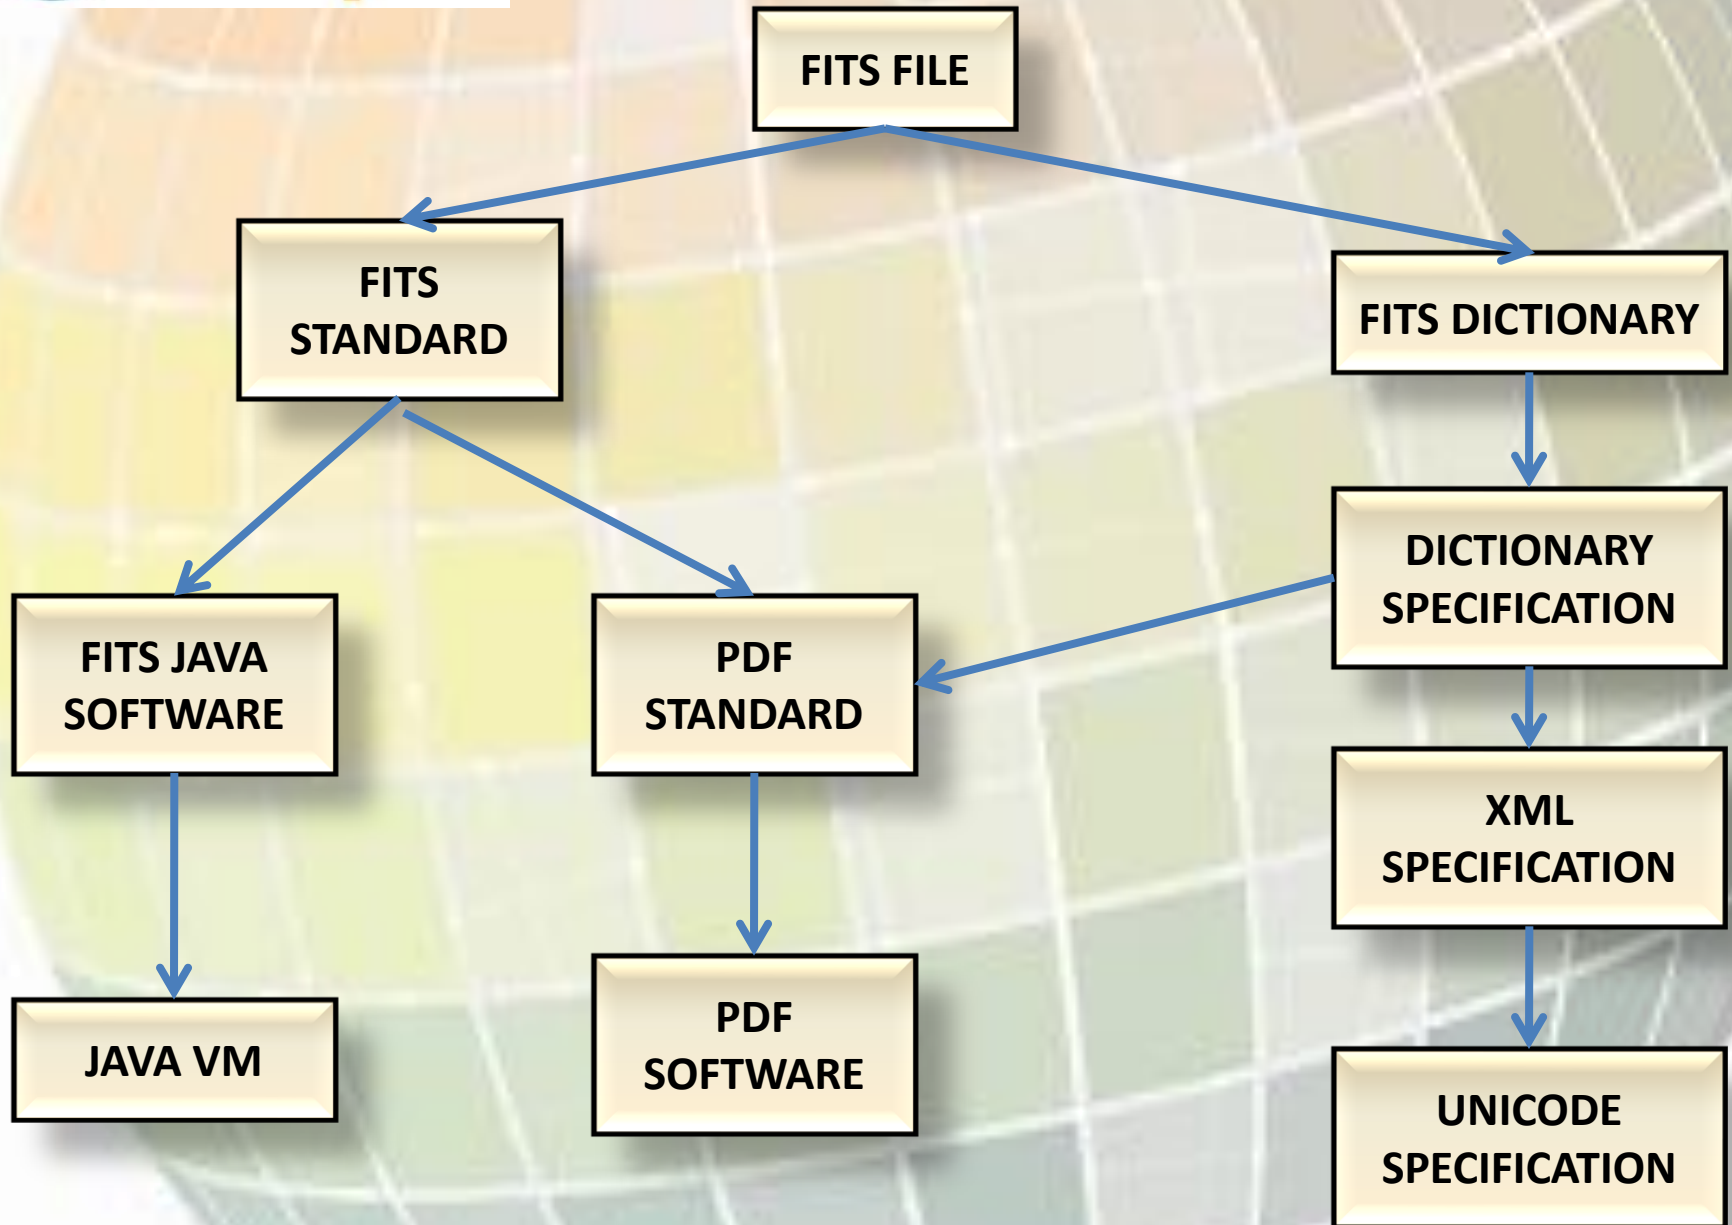 FITS FILE
FITS
STANDARD
FITS DICTIONARY
DICTIONARY
SPECIFICATION
FITS JAVA
SOFTWARE
PDF
STANDARD
XML
SPECIFICATION
JAVA VM
PDF
SOFTWARE
UNICODE
SPECIFICATION